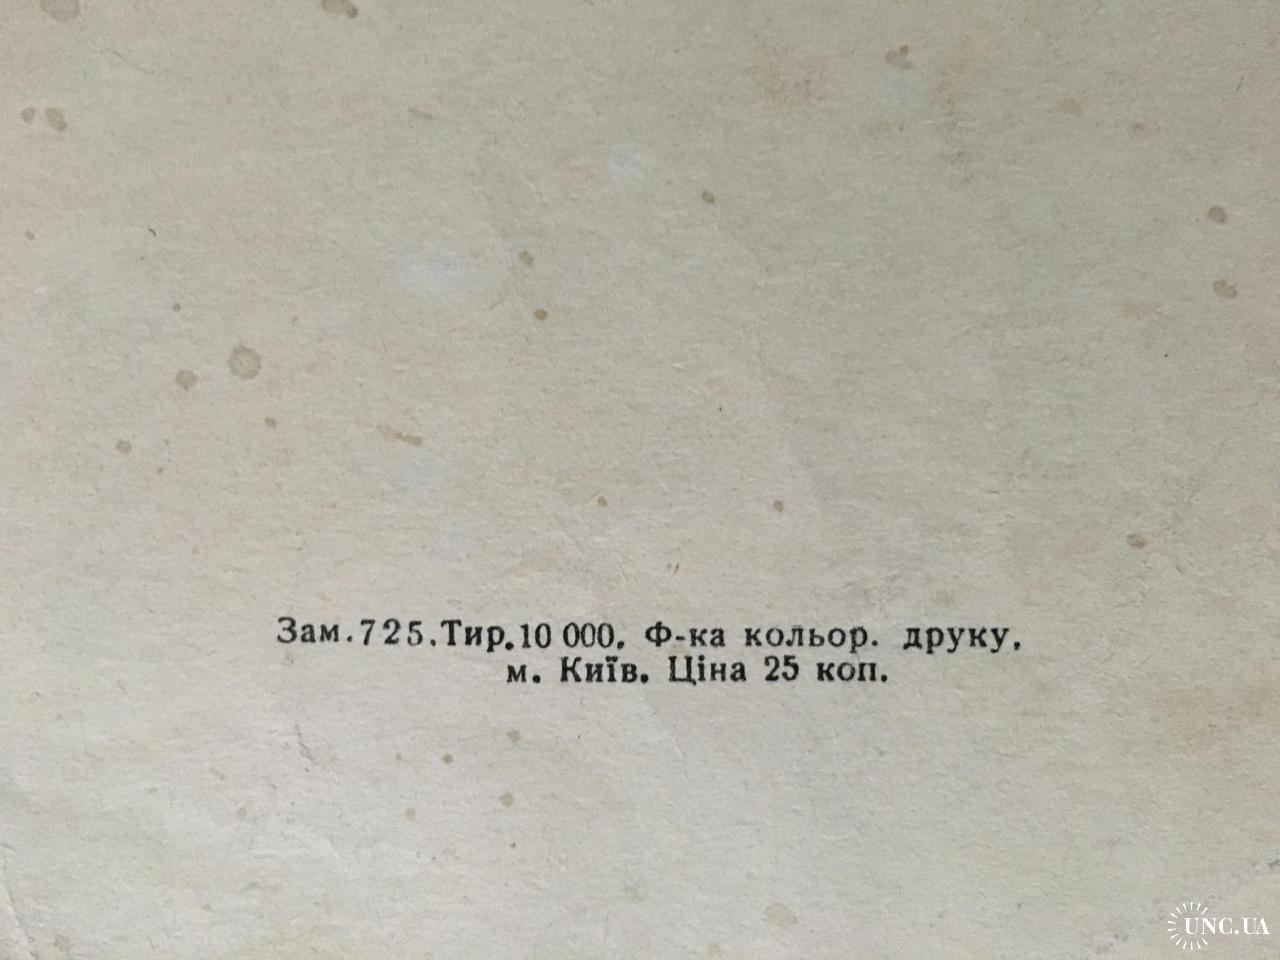 Зам.725.Тир.10 000. Ф-ка кольор. друку,
м. Київ. Ціна 25 коп.
UNC.UA